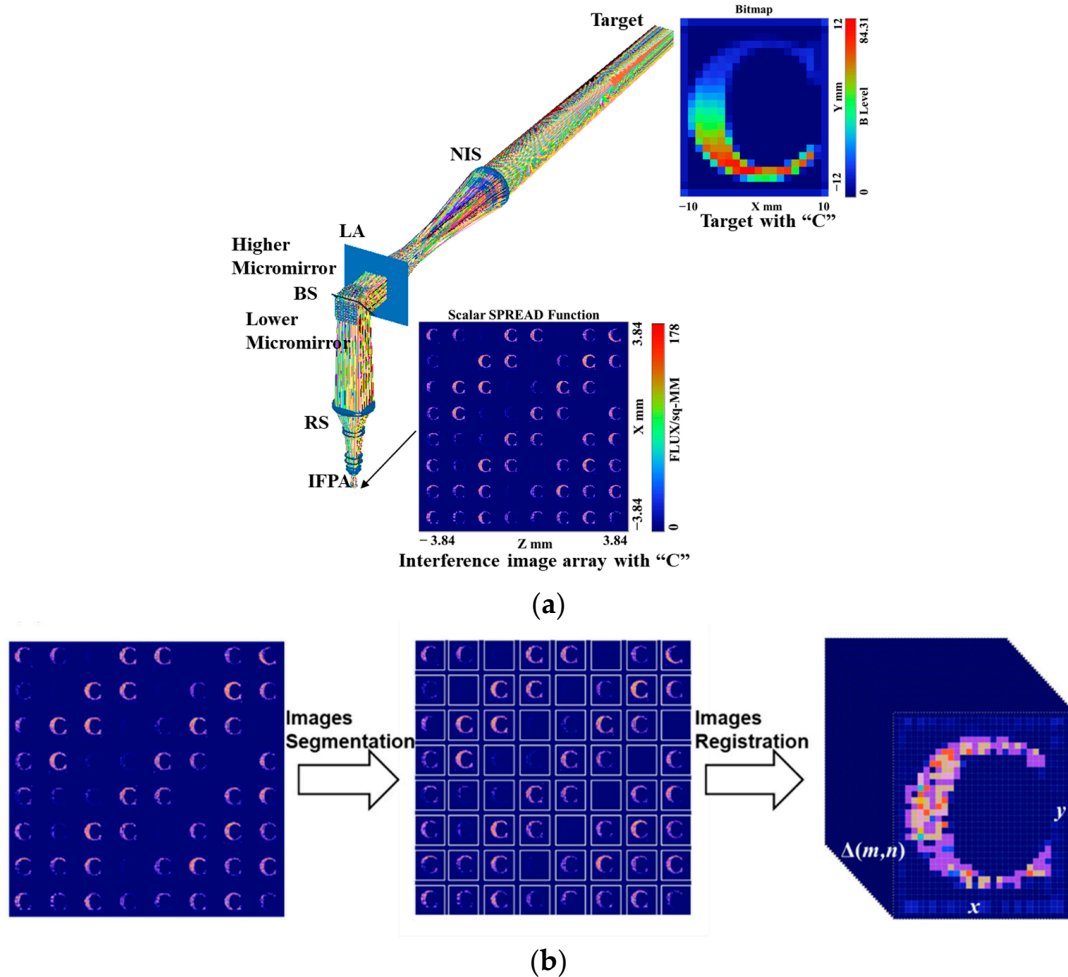 Target
Bitmap
12
84.31
Y mm
B Level
−12
0
−10
X mm
10
Target with “C”
NIS
LA
Higher
Micromirror
BS
Lower
Micromirror
RS
IFPA
Scalar SPREAD Function
3.84
178
X mm
FLUX/sq-MM
−3.84
0
− 3.84
Z mm
3.84
Interference image array with “C”
(a)
Images
Segmentation
Images
Registration
Δ(m,n)
y
x
(b)